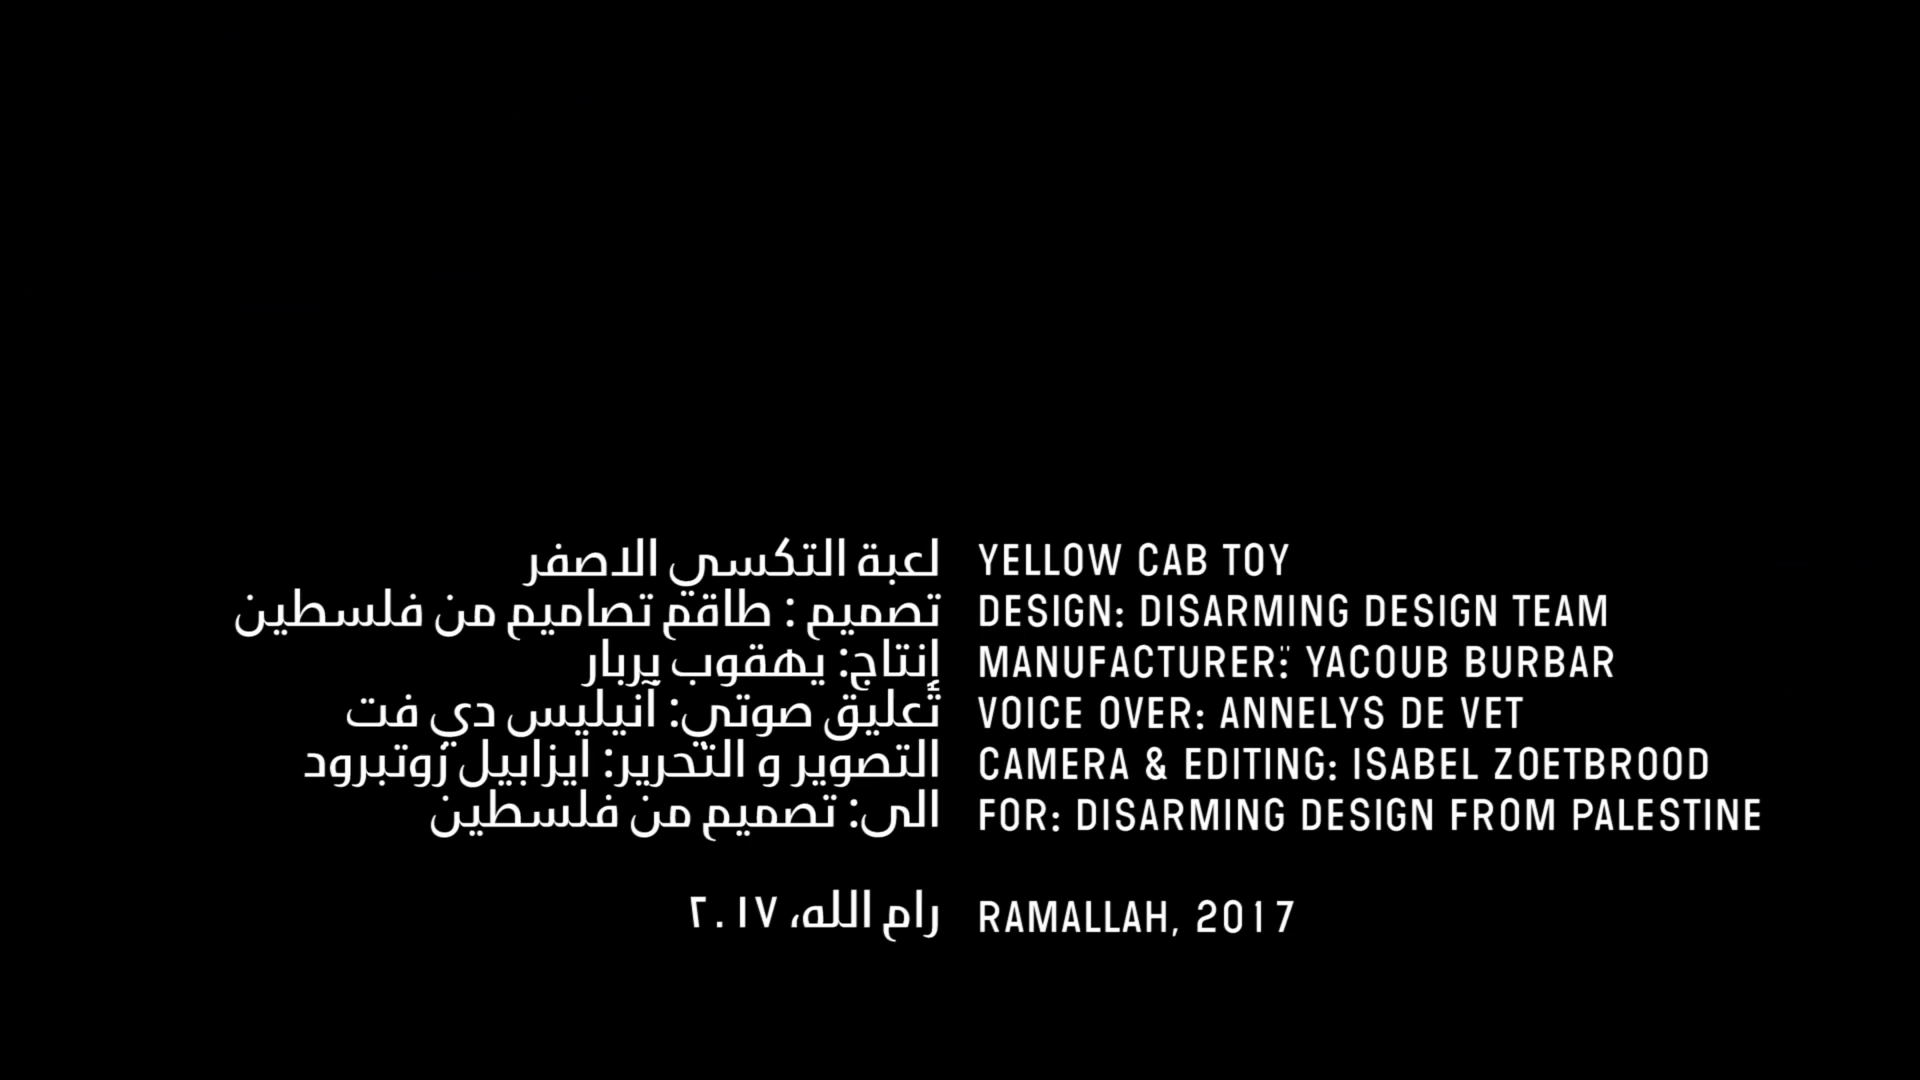 لعبة التكسي الاصفر
تصميم : طاقم تصاميم من فلسطين
إنتاج: يهقوب بربار
تعليق صوتي: آنيليس دي فت
التصوير و التحرير: ايزابيل زوتبرود
الى: تصميم من فلسطين
رام الله، ٢٠١٧
YELLOW CAB TOY
DESIGN: DISARMING DESIGN TEAM
MANUFACTURER: YACOUB BURBAR
VOICE OVER: ANNELYS DE VET
CAMERA & EDITING: ISABEL ZOETBROOD
FOR: DISARMING DESIGN FROM PALESTINE
RAMALLAH, 2017